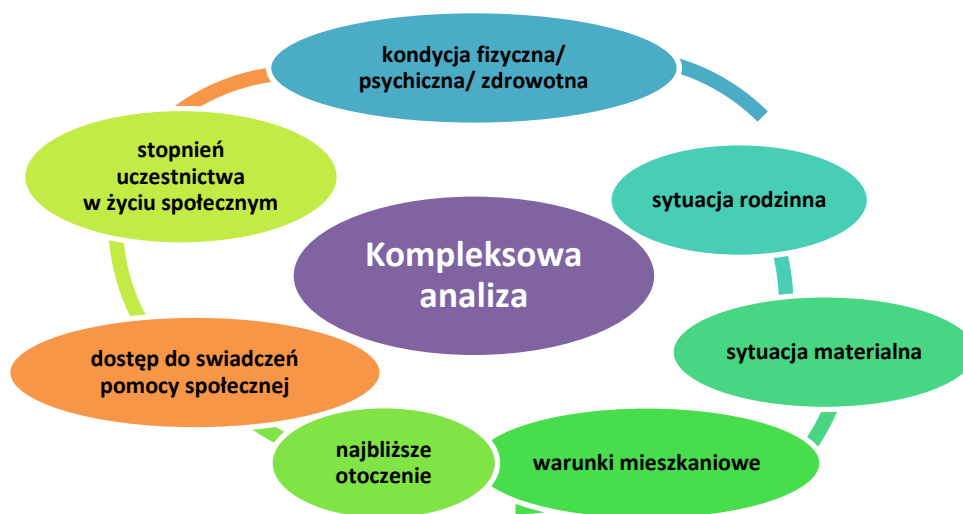 kondycja fizyczna/
psychiczna/ zdrowotna
stopnień
uczestnictwa
w życiu społecznym
sytuacja rodzinna
Kompleksowa
analiza
dostęp do swiadczeń
pomocy społecznej
sytuacja materialna
najbliższe
otoczenie
warunki mieszkaniowe